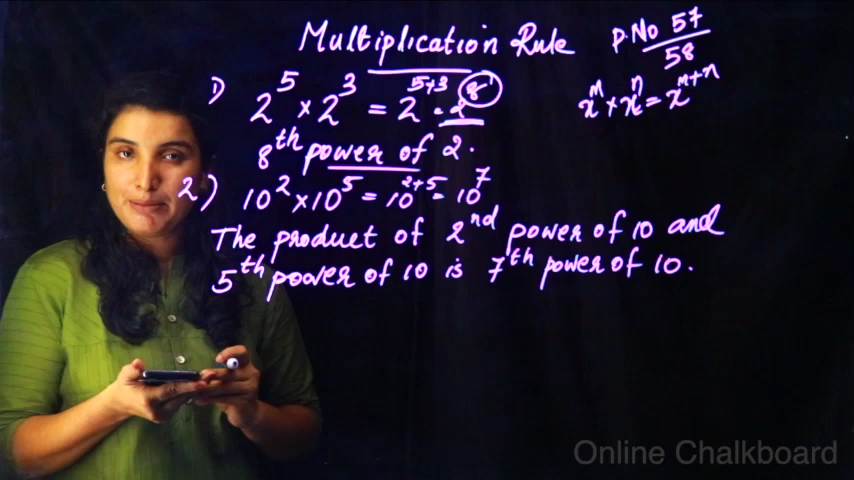 Multiplication Rule P.No 57/58
1) 2^5 × 2^3 = 2^{5+3} = 2^8
x^m × x^n = x^{m+n}
8th power of 2.
2) 10^2 × 10^5 = 10^{2+5} = 10^7
The product of 2nd power of 10 and
5th power of 10 is 7th power of 10.
Online Chalkboard